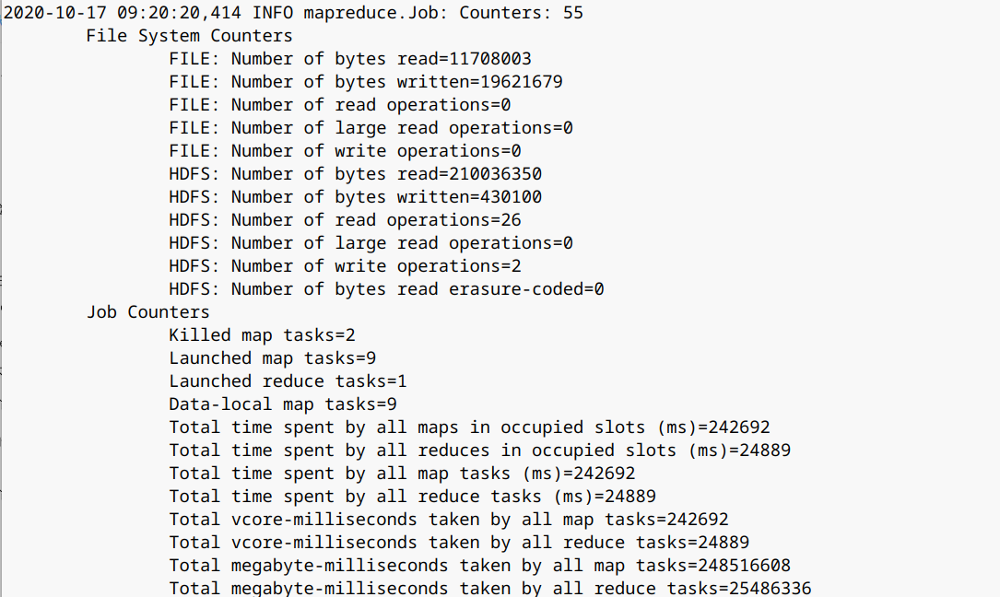 2020-10-17 09:20:20,414 INFO mapreduce.Job: Counters: 55
File System Counters
FILE: Number of bytes read=11708003
FILE: Number of bytes written=19621679
FILE: Number of read operations=0
FILE: Number of large read operations=0
FILE: Number of write operations=0
HDFS: Number of bytes read=210036350
HDFS: Number of bytes written=430100
HDFS: Number of read operations=26
HDFS: Number of large read operations=0
HDFS: Number of write operations=2
HDFS: Number of bytes read erasure-coded=0
Job Counters
Killed map tasks=2
Launched map tasks=9
Launched reduce tasks=1
Data-local map tasks=9
Total time spent by all maps in occupied slots (ms)=242692
Total time spent by all reduces in occupied slots (ms)=24889
Total time spent by all map tasks (ms)=242692
Total time spent by all reduce tasks (ms)=24889
Total vcore-milliseconds taken by all map tasks=242692
Total vcore-milliseconds taken by all reduce tasks=24889
Total megabyte-milliseconds taken by all map tasks=248516608
Total megabyte-milliseconds taken by all reduce tasks=25486336